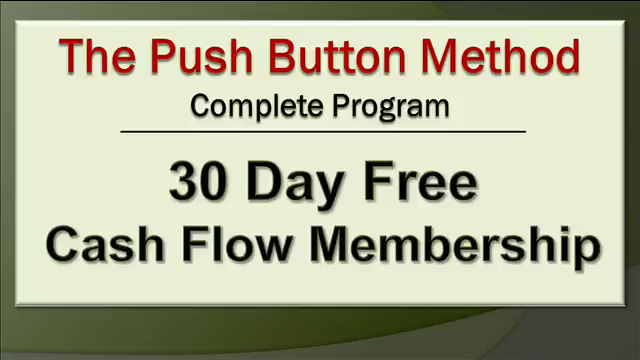 The Push Button Method
Complete Program
30 Day Free
Cash Flow Membership